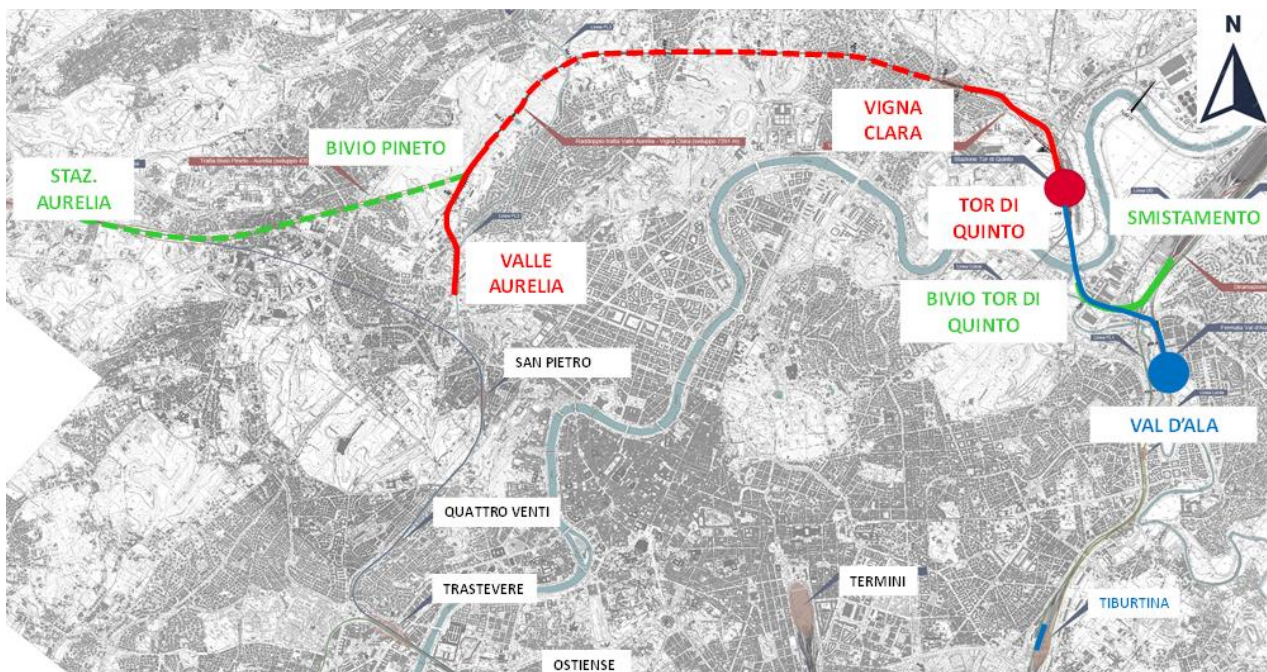 N
VIGNA
CLARA
BIVIO PINETO
STAZ.
AURELIA
TOR DI
QUINTO
SMISTAMENTO
VALLE
AURELIA
BIVIO TOR DI
QUINTO
SAN PIETRO
VAL D'ALA
QUATTRO VENTI
TRASTEVERE
TERMINI
TIBURTINA
OSTIENSE